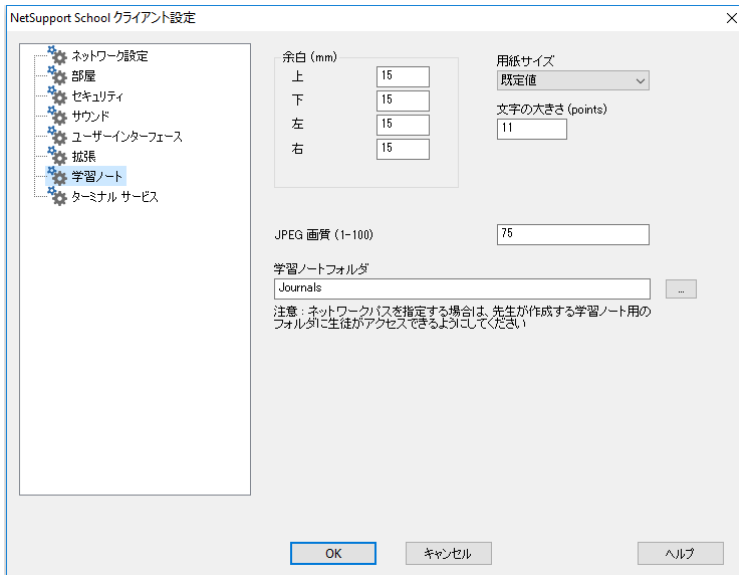 NetSupport School クライアント設定
ネットワーク設定
部屋
セキュリティ
サウンド
ユーザーインターフェース
拡張
学習ノート
ターミナル サービス
余白 (mm)
上 15
下 15
左 15
右 15
用紙サイズ
既定値
文字の大きさ (points)
11
JPEG 画質 (1-100) 75
学習ノートフォルダ
Journals
...
注意 : ネットワークパスを指定する場合は、先生が作成する学習ノート用の
フォルダに生徒がアクセスできるようにしてください
OK キャンセル ヘルプ